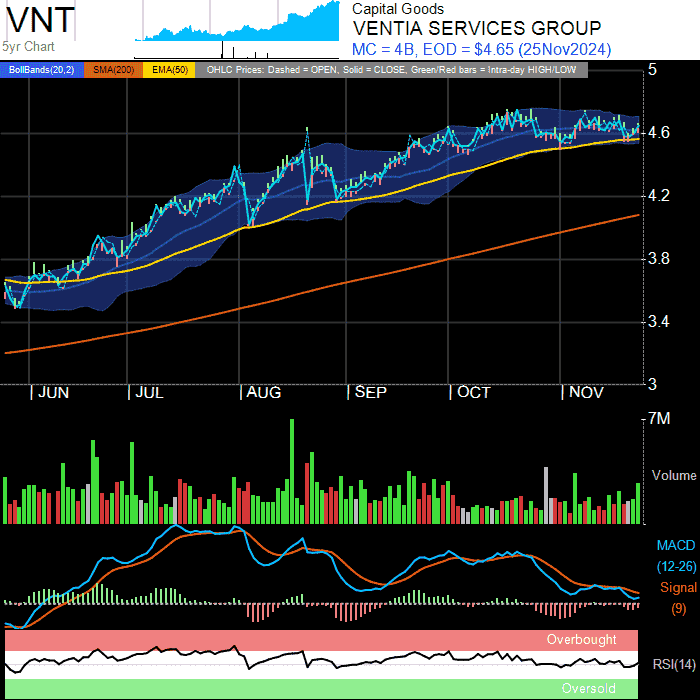 VNT
5yr Chart
Capital Goods
VENTIA SERVICES GROUP
MC = 4B, EOD = $4.65 (25Nov2024)
BollBands(20,2) SMA(200) EMA(50) OHLC Prices: Dashed = OPEN, Solid = CLOSE, Green/Red bars = Intra-day HIGH/LOW
5
4.6
4.2
3.8
3.4
3
JUN JUL AUG SEP OCT NOV
7M
Volume
MACD
(12-26)
Signal
(9)
Overbought
RSI(14)
Oversold